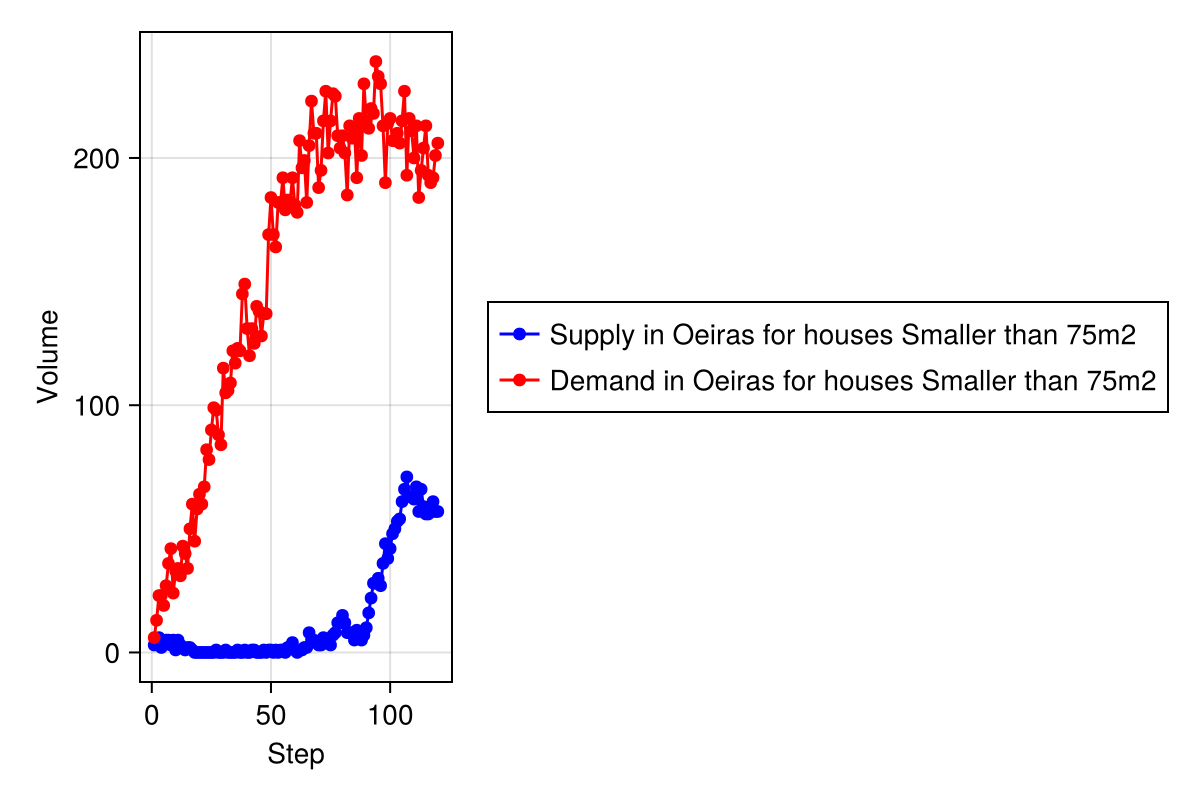 Volume
200
100
0
0 50 100
Step
Supply in Oeiras for houses Smaller than 75m2
Demand in Oeiras for houses Smaller than 75m2